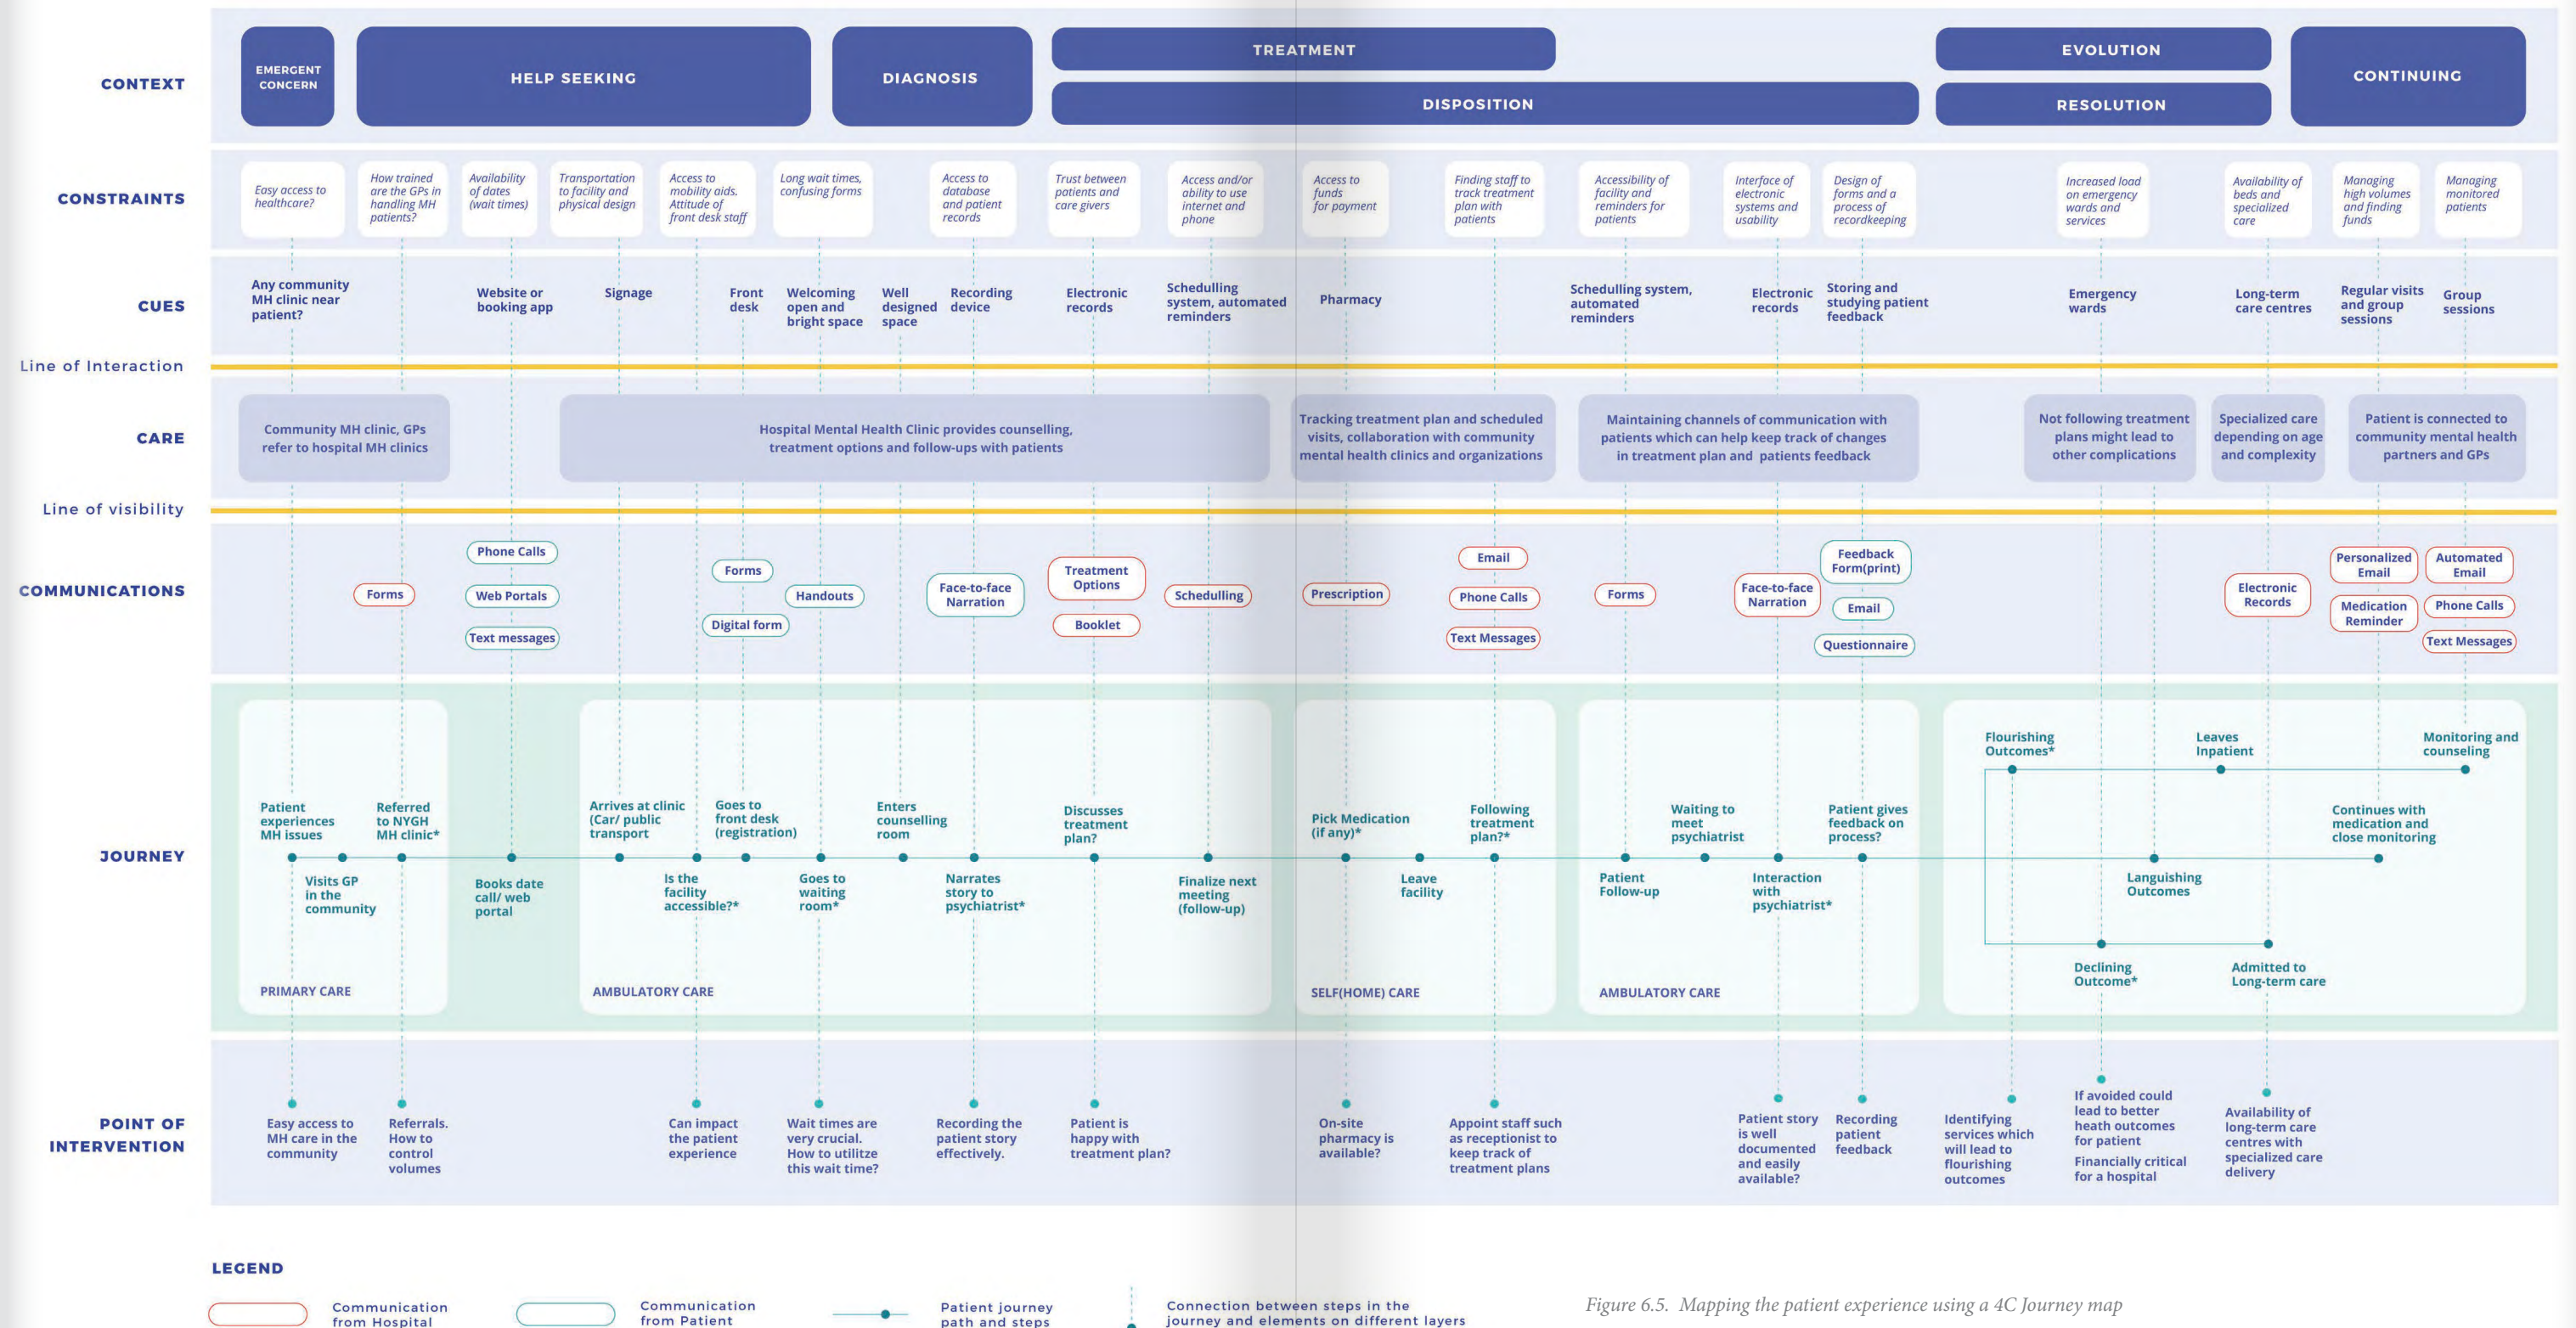 CONTEXT
EMERGENT
CONCERN
HELP SEEKING
DIAGNOSIS
TREATMENT
DISPOSITION
EVOLUTION
RESOLUTION
CONTINUING
CONSTRAINTS
Easy access to
healthcare?
How trained
are the GPs in
handling MH
patients?
Availability
of dates
(wait times)
Transportation
to facility and
physical design
Access to
mobility aids.
Attitude of
front desk staff
Long wait times,
confusing forms
Access to
database
and patient
records
Trust between
patients and
care givers
Access and/or
ability to use
internet and
phone
Access to
funds
for payment
Finding staff to
track treatment
plan with
patients
Accessibility of
facility and
reminders for
patients
Interface of
electronic
systems and
usability
Design of
forms and a
process of
recordkeeping
Increased load
on emergency
wards and
services
Availability of
beds and
specialized
care
Managing
high volumes
and finding
funds
Managing
monitored
patients
CUES
Any community
MH clinic near
patient?
Website or
booking app
Signage
Front
desk
Welcoming
open and
bright space
Well
designed
space
Recording
device
Electronic
records
Schedulling
system, automated
reminders
Pharmacy
Schedulling system,
automated
reminders
Electronic
records
Storing and
studying patient
feedback
Emergency
wards
Long-term
care centres
Regular visits
and group
sessions
Group
sessions
Line of Interaction
CARE
Community MH clinic, GPs
refer to hospital MH clinics
Hospital Mental Health Clinic provides counselling,
treatment options and follow-ups with patients
Tracking treatment plan and scheduled
visits, collaboration with community
mental health clinics and organizations
Maintaining channels of communication with
patients which can help keep track of changes
in treatment plan and patients feedback
Not following treatment
plans might lead to
other complications
Specialized care
depending on age
and complexity
Patient is connected to
community mental health
partners and GPs
Line of visibility
COMMUNICATIONS
Forms
Phone Calls
Web Portals
Text messages
Forms
Digital form
Handouts
Face-to-face
Narration
Treatment
Options
Booklet
Schedulling
Prescription
Email
Phone Calls
Text Messages
Forms
Face-to-face
Narration
Feedback
Form(print)
Email
Questionnaire
Electronic
Records
Personalized
Email
Medication
Reminder
Automated
Email
Phone Calls
Text Messages
JOURNEY
Patient
experiences
MH issues
Visits GP
in the
community
Referred
to NYGH
MH clinic*
PRIMARY CARE
Books date
call/ web
portal
Arrives at clinic
(Car/ public
transport
Is the
facility
accessible?*
Goes to
front desk
(registration)
Goes to
waiting
room*
Enters
counselling
room
Narrates
story to
psychiatrist*
Discusses
treatment
plan?
Finalize next
meeting
(follow-up)
AMBULATORY CARE
Pick Medication
(if any)*
Leave
facility
Following
treatment
plan?*
SELF(HOME) CARE
Patient
Follow-up
Waiting to
meet
psychiatrist
Interaction
with
psychiatrist*
Patient gives
feedback on
process?
AMBULATORY CARE
Flourishing
Outcomes*
Leaves
Inpatient
Monitoring and
counseling
Languishing
Outcomes
Continues with
medication and
close monitoring
Declining
Outcome*
Admitted to
Long-term care
POINT OF
INTERVENTION
Easy access to
MH care in the
community
Referrals.
How to
control
volumes
Can impact
the patient
experience
Wait times are
very crucial.
How to utilitze
this wait time?
Recording the
patient story
effectively.
Patient is
happy with
treatment plan?
On-site
pharmacy is
available?
Appoint staff such
as receptionist to
keep track of
treatment plans
Patient story
is well
documented
and easily
available?
Recording
patient
feedback
Identifying
services which
will lead to
flourishing
outcomes
If avoided could
lead to better
heath outcomes
for patient
Financially critical
for a hospital
Availability of
long-term care
centres with
specialized care
delivery
LEGEND
Communication
from Hospital
Communication
from Patient
Patient journey
path and steps
Connection between steps in the
journey and elements on different layers
Figure 6.5. Mapping the patient experience using a 4C Journey map